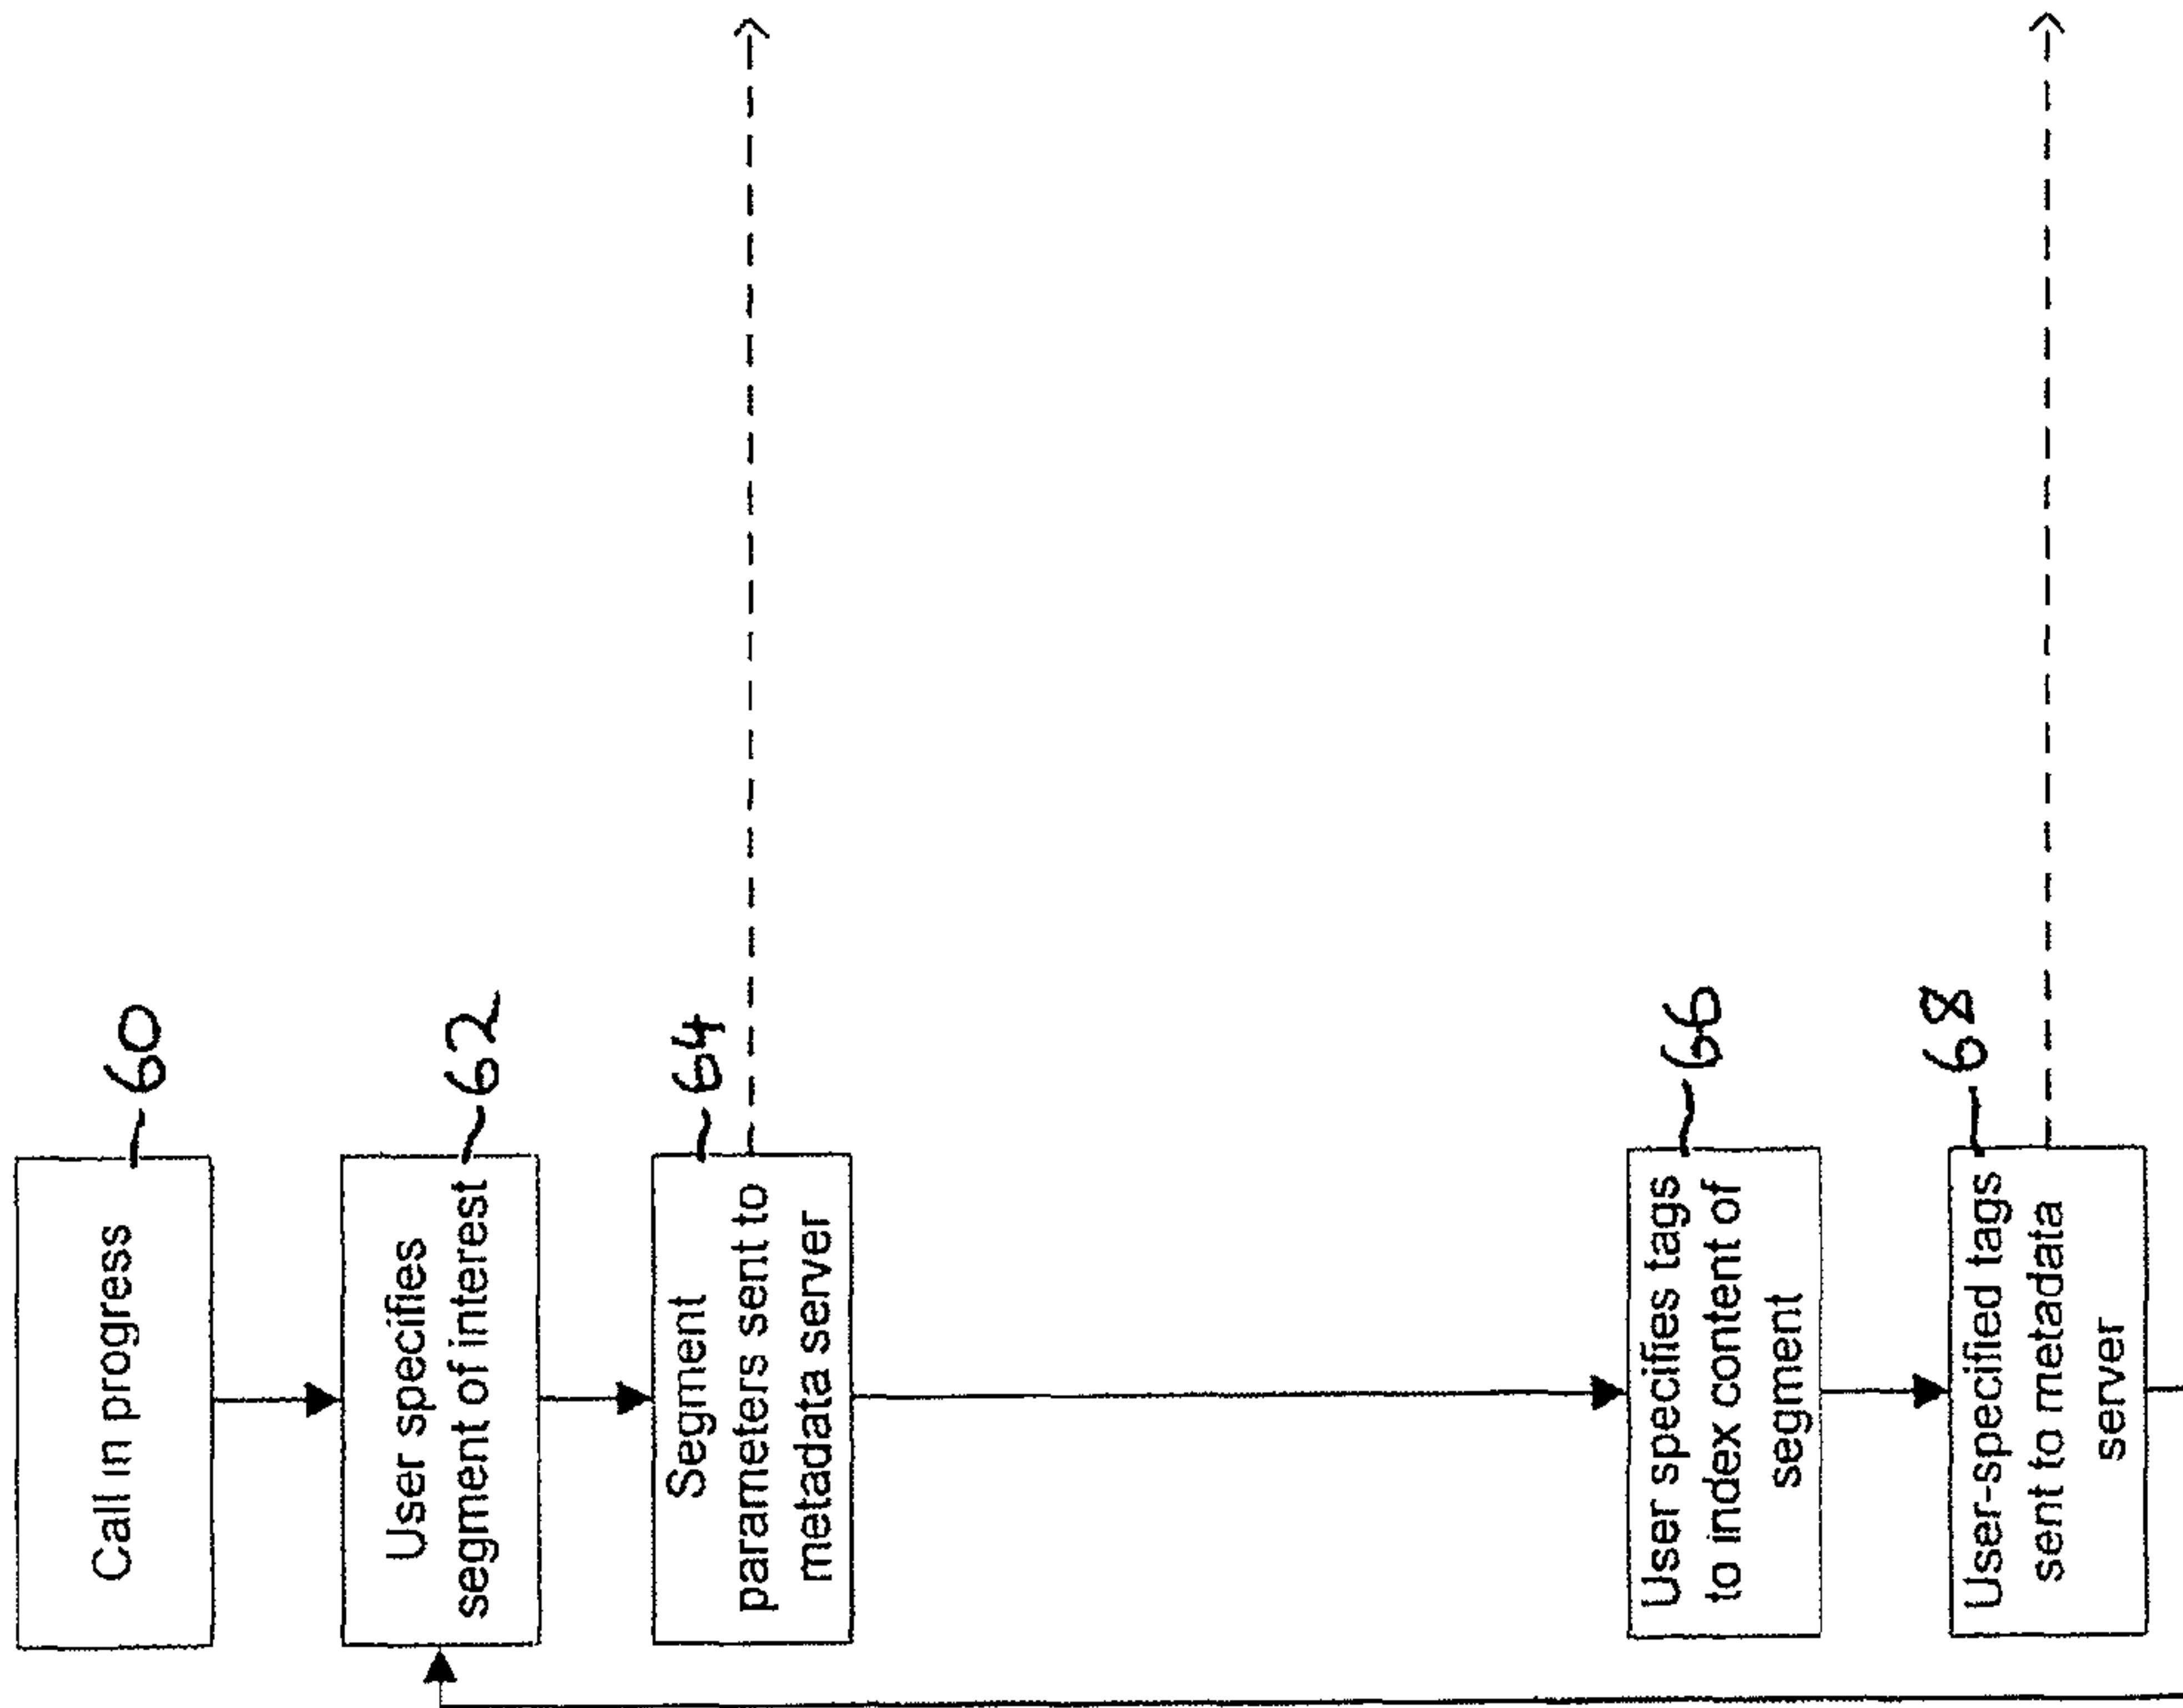 Call in progress
60
User specifies
segment of interest
62
Segment
parameters sent to
metadata server
64
User specifies tags
to index content of
segment
66
User-specified tags
sent to metadata
server
68